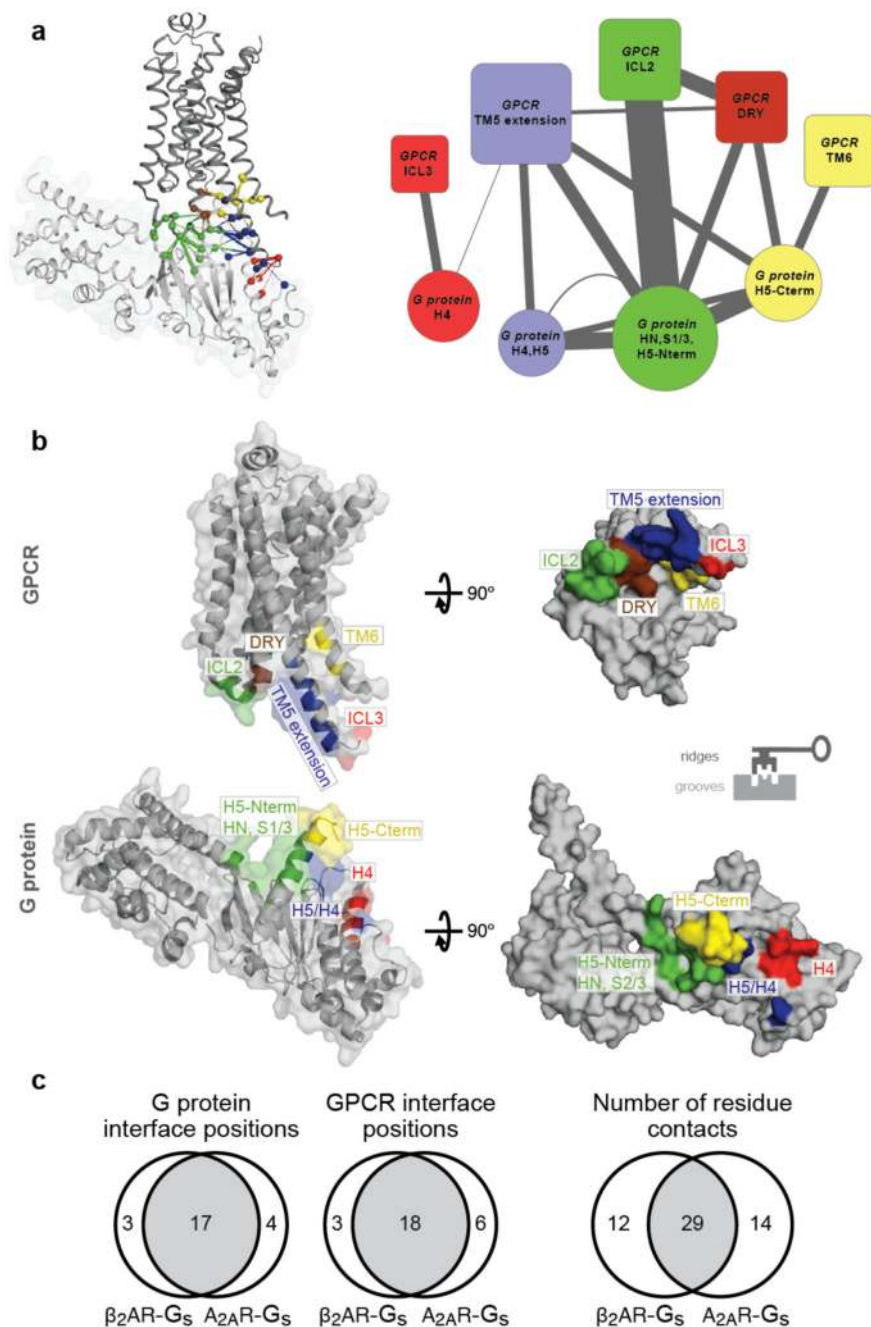 a
GPCR
ICL2
GPCR
TM5 extension
GPCR
DRY
GPCR
TM6
GPCR
ICL3
G protein
H4
G protein
H4,H5
G protein
HN,S1/3,
H5-Nterm
G protein
H5-Cterm
b
GPCR
DRY
TM6
ICL2
TM5 extension
ICL3
90°
TM5 extension
ICL2
ICL3
DRY
TM6
ridges
grooves
G protein
H5-Nterm
HN, S1/3
H5-Cterm
H4
H5/H4
90°
H5-Cterm
H5-Nterm
HN, S2/3
H5/H4
H4
c
G protein
interface positions
3 17 4
β₂AR-Gs A₂ᴀR-Gs
GPCR interface
positions
3 18 6
β₂AR-Gs A₂ᴀR-Gs
Number of residue
contacts
12 29 14
β₂AR-Gs A₂ᴀR-Gs